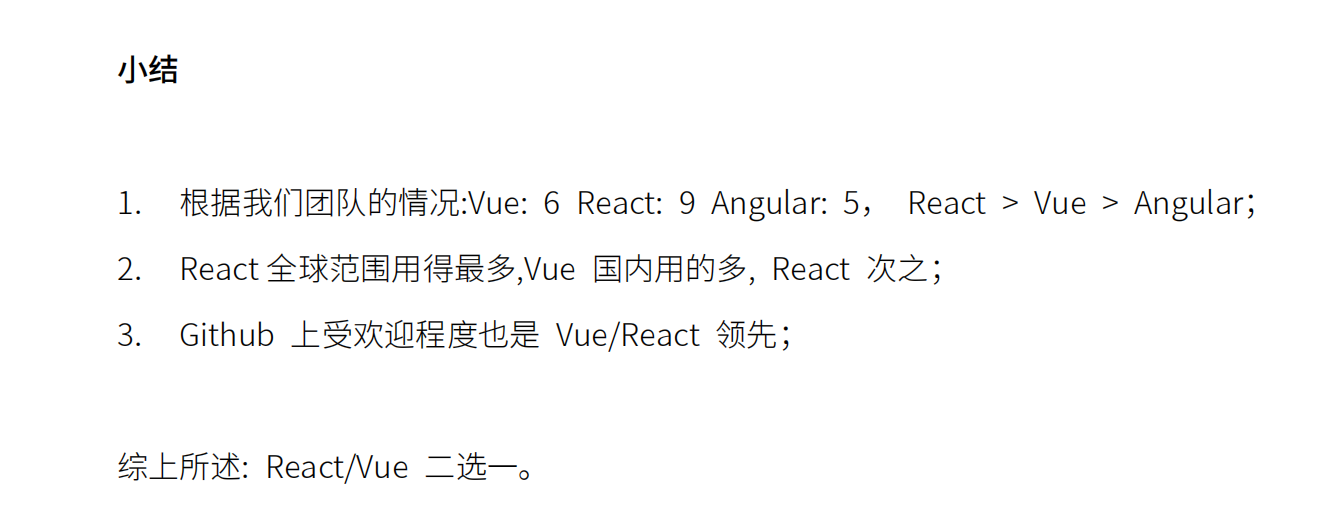 小结
1. 根据我们团队的情况:Vue: 6 React: 9 Angular: 5， React > Vue > Angular；
2. React 全球范围用得最多,Vue 国内用的多, React 次之；
3. Github 上受欢迎程度也是 Vue/React 领先；
综上所述: React/Vue 二选一。